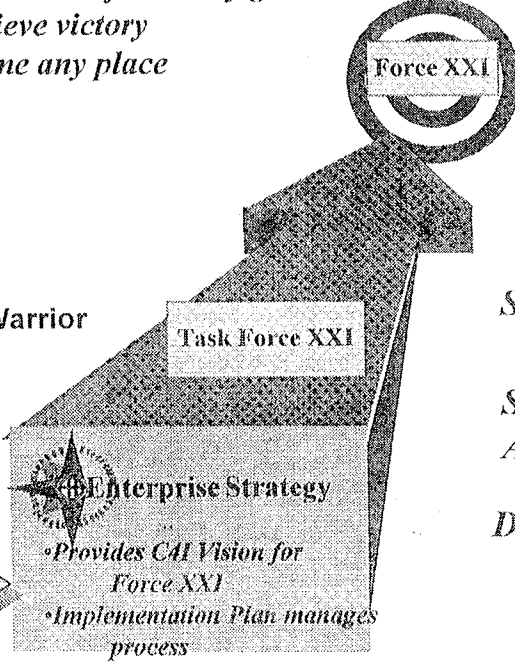 ieve victory
me any place
Force XXI
Warrior
Task Force XXI
Enterprise Strategy
•Provides C4I Vision for
Force XXI
•Implementation Plan manages
process
S
S
A
D